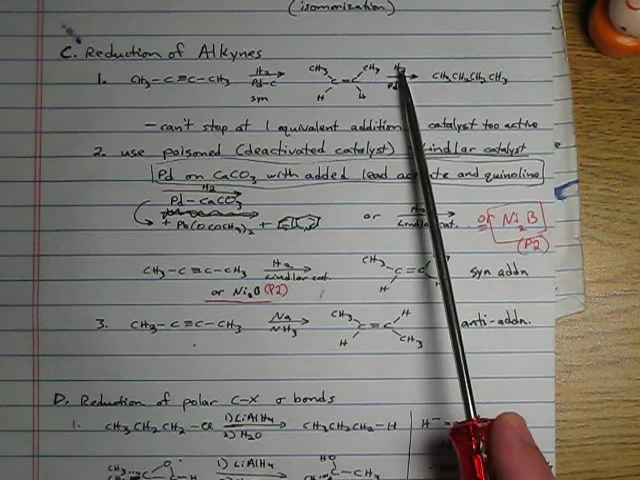 (isomerization)
C. Reduction of Alkynes
1. CH₃-C≡C-CH₃ H₂ Pd-C syn CH₃ H C=C CH₃ H H₂ Pd CH₃CH₂CH₂CH₃
- can't stop at 1 equivalent addition catalyst too active
2. use poisoned (deactivated catalyst) Lindlar catalyst
Pd on CaCO₃ with added lead and quinoline
H₂
Pd-CaCO₃
+ Pb(OCOCH₃)₂ + or Lindlar cat. or Ni₂B
(P2)
CH₃-C≡C-CH₃ H₂ Lindlar cat. CH₃ H C=C syn addn
or Ni₂B (P2)
3. CH₃-C≡C-CH₃ Na NH₃ CH₃ H C=C H CH₃ anti-addn.
D. Reduction of polar C-X σ bonds
1. CH₃CH₂CH₂-Cl 1) LiAlH₄ 2) H₂O CH₃CH₂CH₂-H H⁻
O 1) LiAlH₄ HO C-CH₃